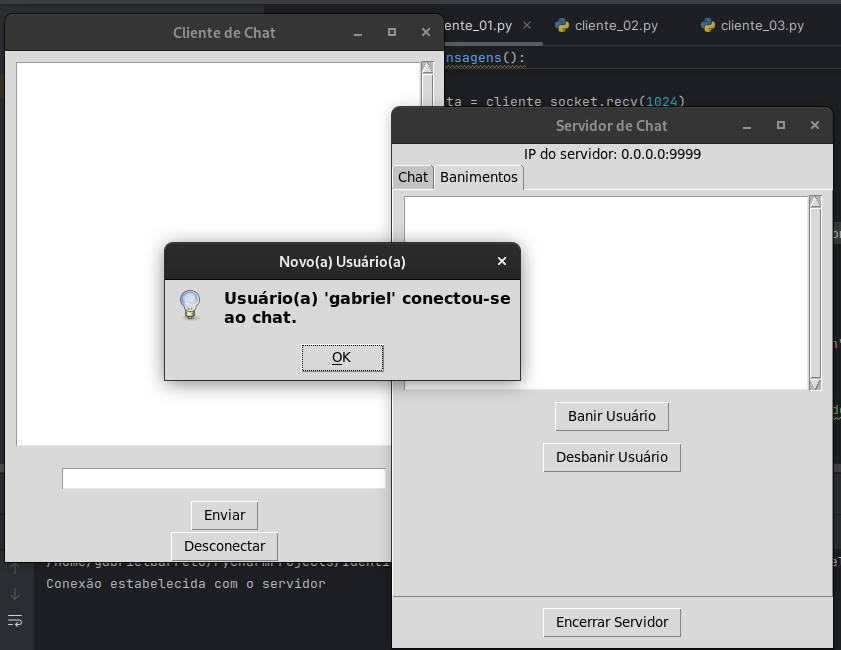 Cliente de Chat
ente_01.py
cliente_02.py
cliente_03.py
nsagens():
ta = cliente_socket.recv(1024)
Servidor de Chat
IP do servidor: 0.0.0.0:9999
Chat
Banimentos
Novo(a) Usuário(a)
Usuário(a) 'gabriel' conectou-se
ao chat.
OK
Banir Usuário
Desbanir Usuário
Enviar
Desconectar
Conexão estabelecida com o servidor
Encerrar Servidor